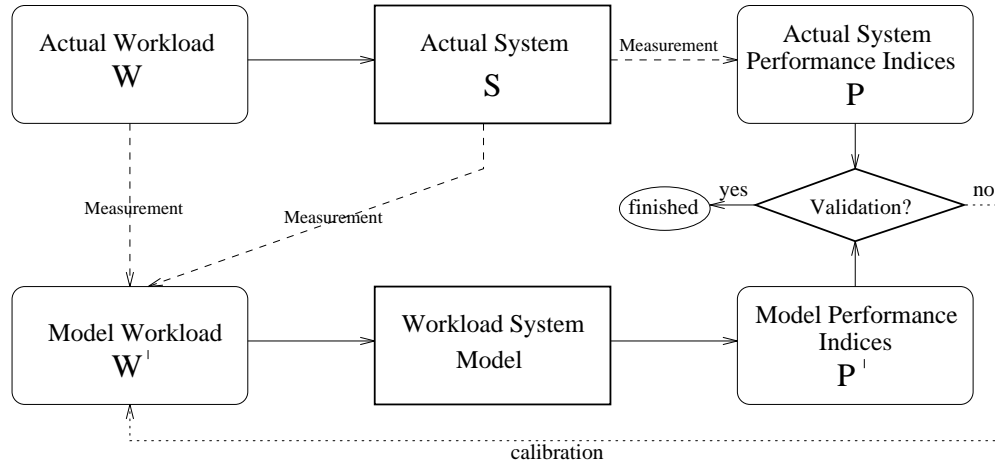 Actual Workload
W
Actual System
S
Measurement
Actual System
Performance Indices
P
Measurement
Measurement
yes
no
finished
Validation?
Model Workload
W'
Workload System
Model
Model Performance
Indices
P'
calibration